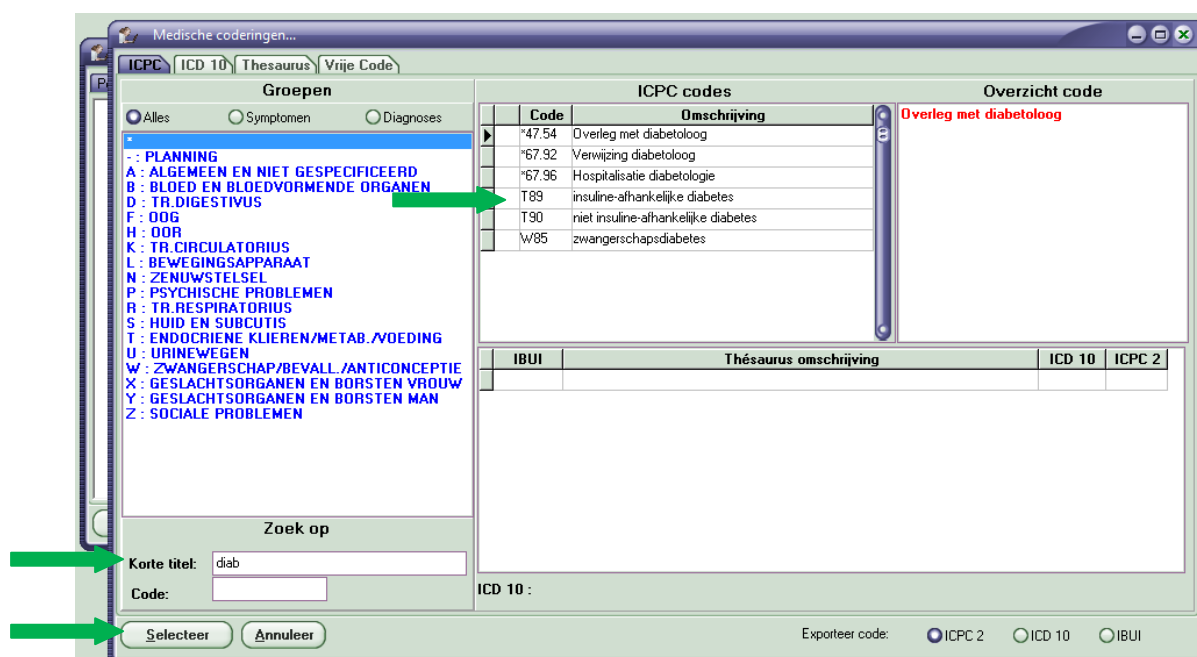 Medische coderingen...
ICPC ICD 10 Thesaurus Vrije Code
Groepen
Alles Symptomen Diagnoses
*
- : PLANNING
A : ALGEMEEN EN NIET GESPECIFICEERD
B : BLOED EN BLOEDVORMENDE ORGANEN
D : TR.DIGESTIVUS
F : OOG
H : OOR
K : TR.CIRCULATORIUS
L : BEWEGINGSAPPARAAT
N : ZENUWSTELSEL
P : PSYCHISCHE PROBLEMEN
R : TR.RESPIRATORIUS
S : HUID EN SUBCUTIS
T : ENDOCRIENE KLIEREN/METAB./VOEDING
U : URINEWEGEN
W : ZWANGERSCHAP/BEVALL./ANTICONCEPTIE
X : GESLACHTSORGANEN EN BORSTEN VROUW
Y : GESLACHTSORGANEN EN BORSTEN MAN
Z : SOCIALE PROBLEMEN
Zoek op
Korte titel: diab
Code:
Selecteer Annuleer
ICPC codes
Code Omschrijving
*47.54 Overleg met diabetoloog
*67.92 Verwijzing diabetoloog
*67.96 Hospitalisatie diabetologie
T89 insuline-afhankelijke diabetes
T90 niet insuline-afhankelijke diabetes
W85 zwangerschapsdiabetes
Overzicht code
Overleg met diabetoloog
IBUI Thésaurus omschrijving ICD 10 ICPC 2
ICD 10 :
Exporteer code: ICPC 2 ICD 10 IBUI